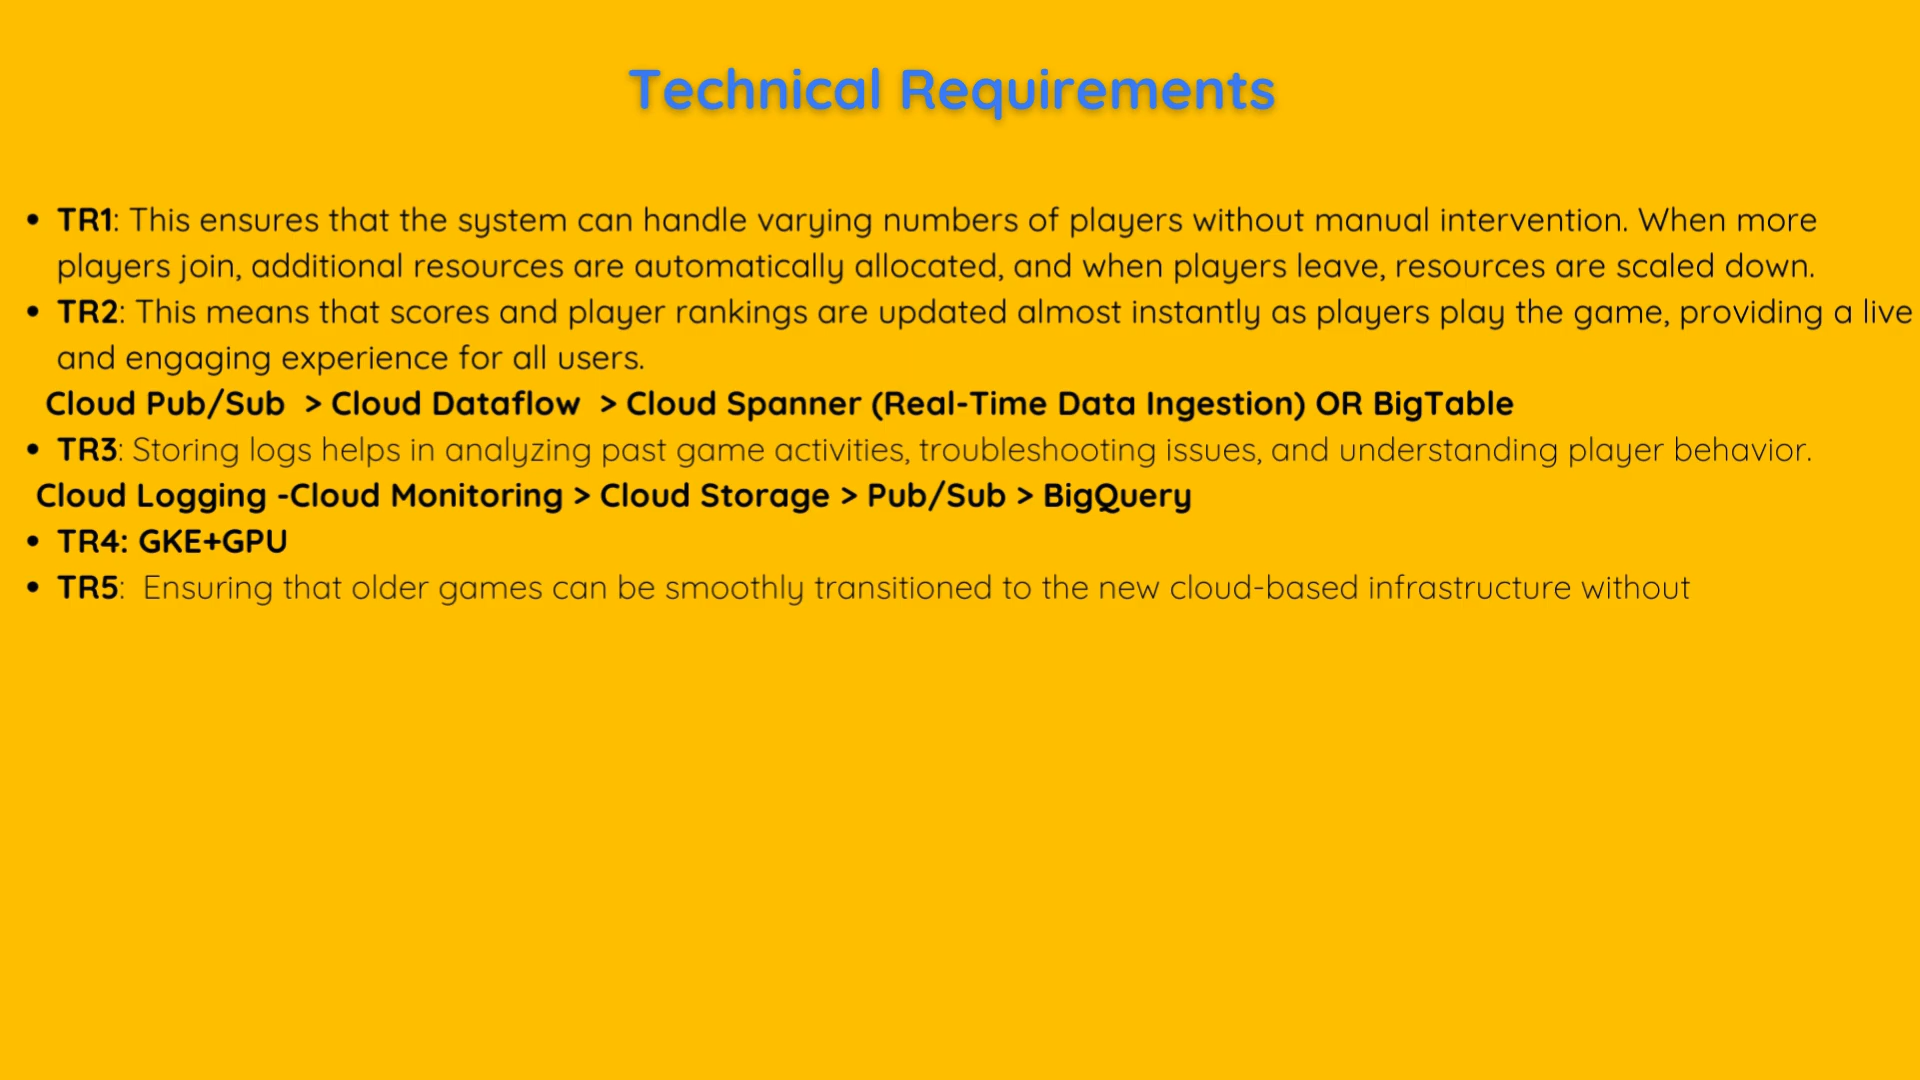 Technical Requirements
• TR1: This ensures that the system can handle varying numbers of players without manual intervention. When more
players join, additional resources are automatically allocated, and when players leave, resources are scaled down.
• TR2: This means that scores and player rankings are updated almost instantly as players play the game, providing a live
and engaging experience for all users.
Cloud Pub/Sub > Cloud Dataflow > Cloud Spanner (Real-Time Data Ingestion) OR BigTable
• TR3: Storing logs helps in analyzing past game activities, troubleshooting issues, and understanding player behavior.
Cloud Logging -Cloud Monitoring > Cloud Storage > Pub/Sub > BigQuery
• TR4: GKE+GPU
• TR5: Ensuring that older games can be smoothly transitioned to the new cloud-based infrastructure without